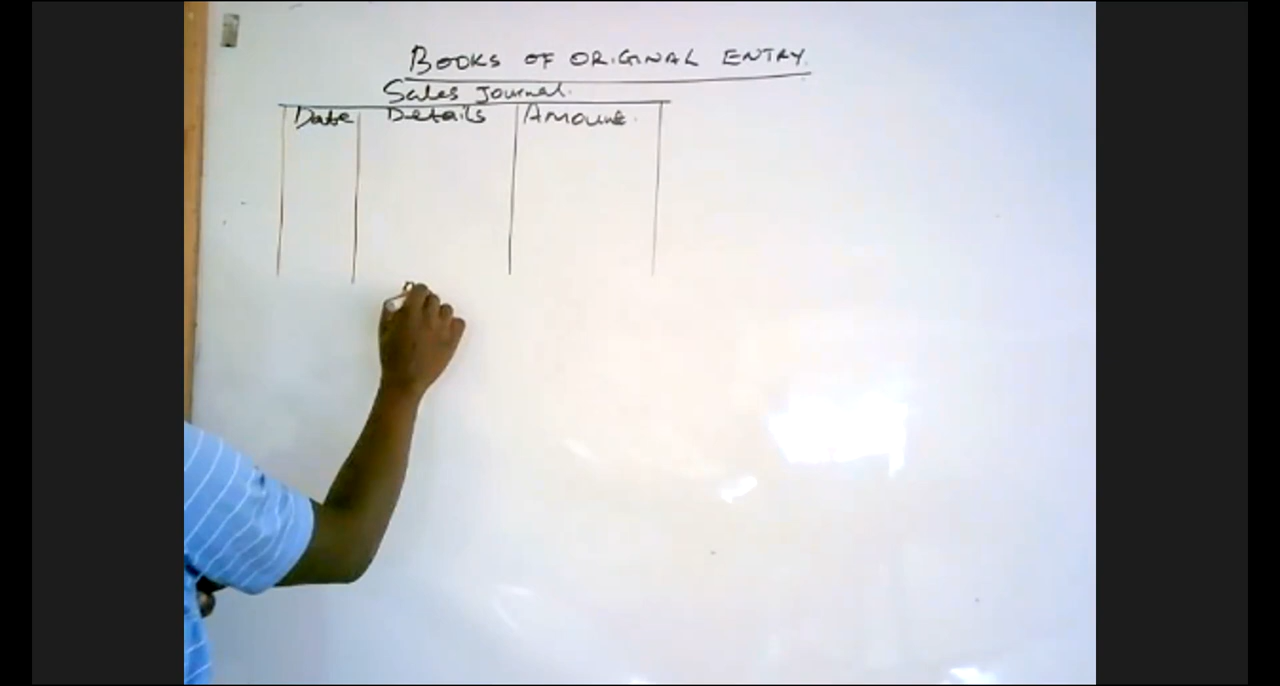 BOOKS OF ORIGINAL ENTRY.
Sales Journal.
Date Details Amount.